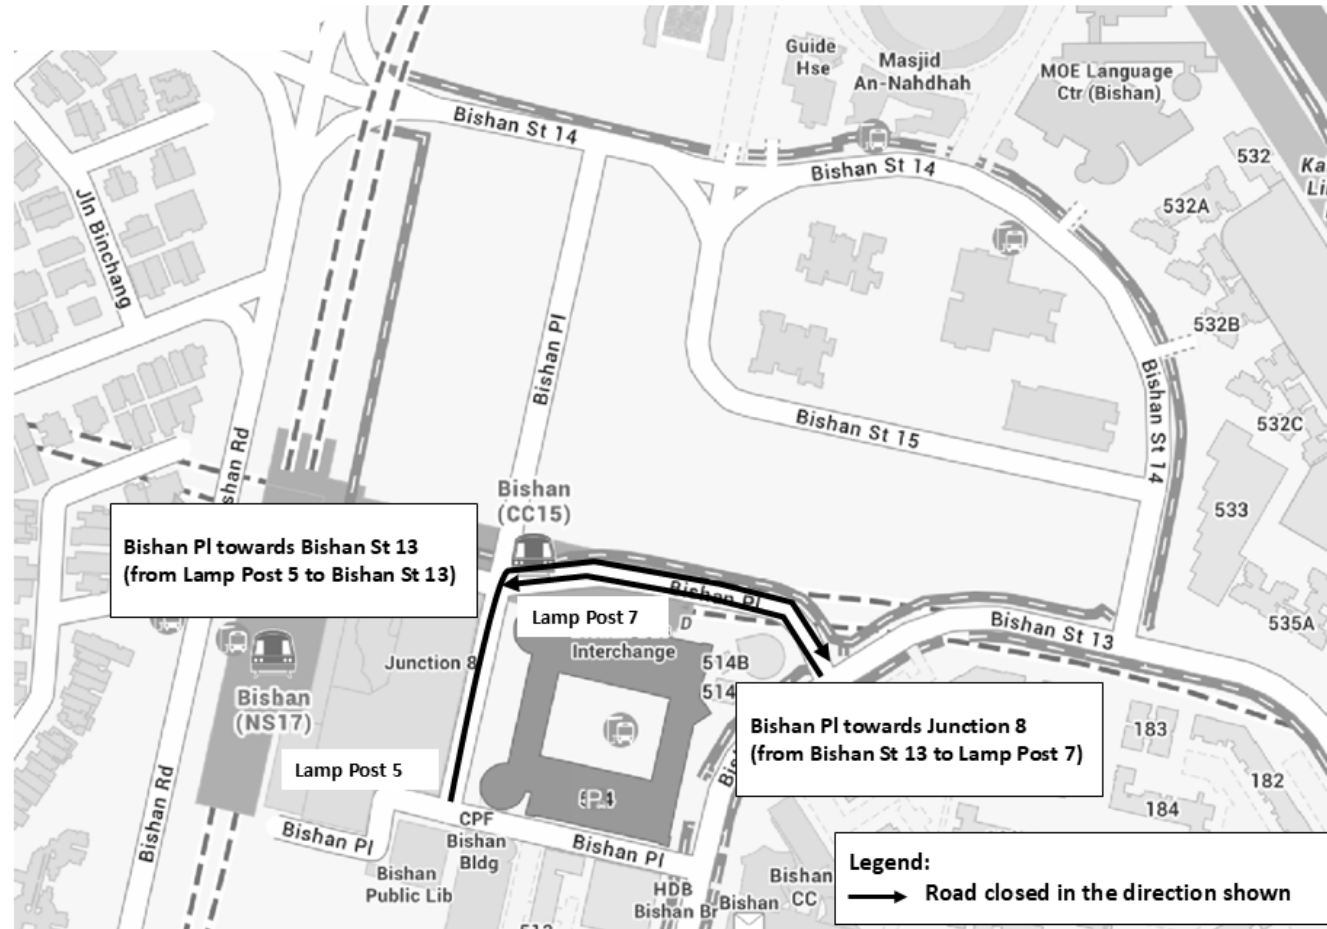 Guide
Hse
Masjid
An-Nahdhah
MOE Language
Ctr (Bishan)
Bishan St 14
Bishan St 14
532
532A
Jln Binchang
532B
Bishan Pl
Bishan St 14
Bishan St 15
532C
Bishan
(CC15)
533
Bishan Pl towards Bishan St 13
(from Lamp Post 5 to Bishan St 13)
Bishan Pl
Lamp Post 7
D
Interchange
Bishan St 13
535A
Junction 8
514B
Bishan
(NS17)
Bishan Pl towards Junction 8
(from Bishan St 13 to Lamp Post 7)
183
182
184
Lamp Post 5
Bishan Rd
Bishan Pl
CPF
Bishan
Bldg
Bishan Pl
Bishan
Public Lib
HDB
Bishan Br
Bishan
Bishan
CC
Legend:
Road closed in the direction shown